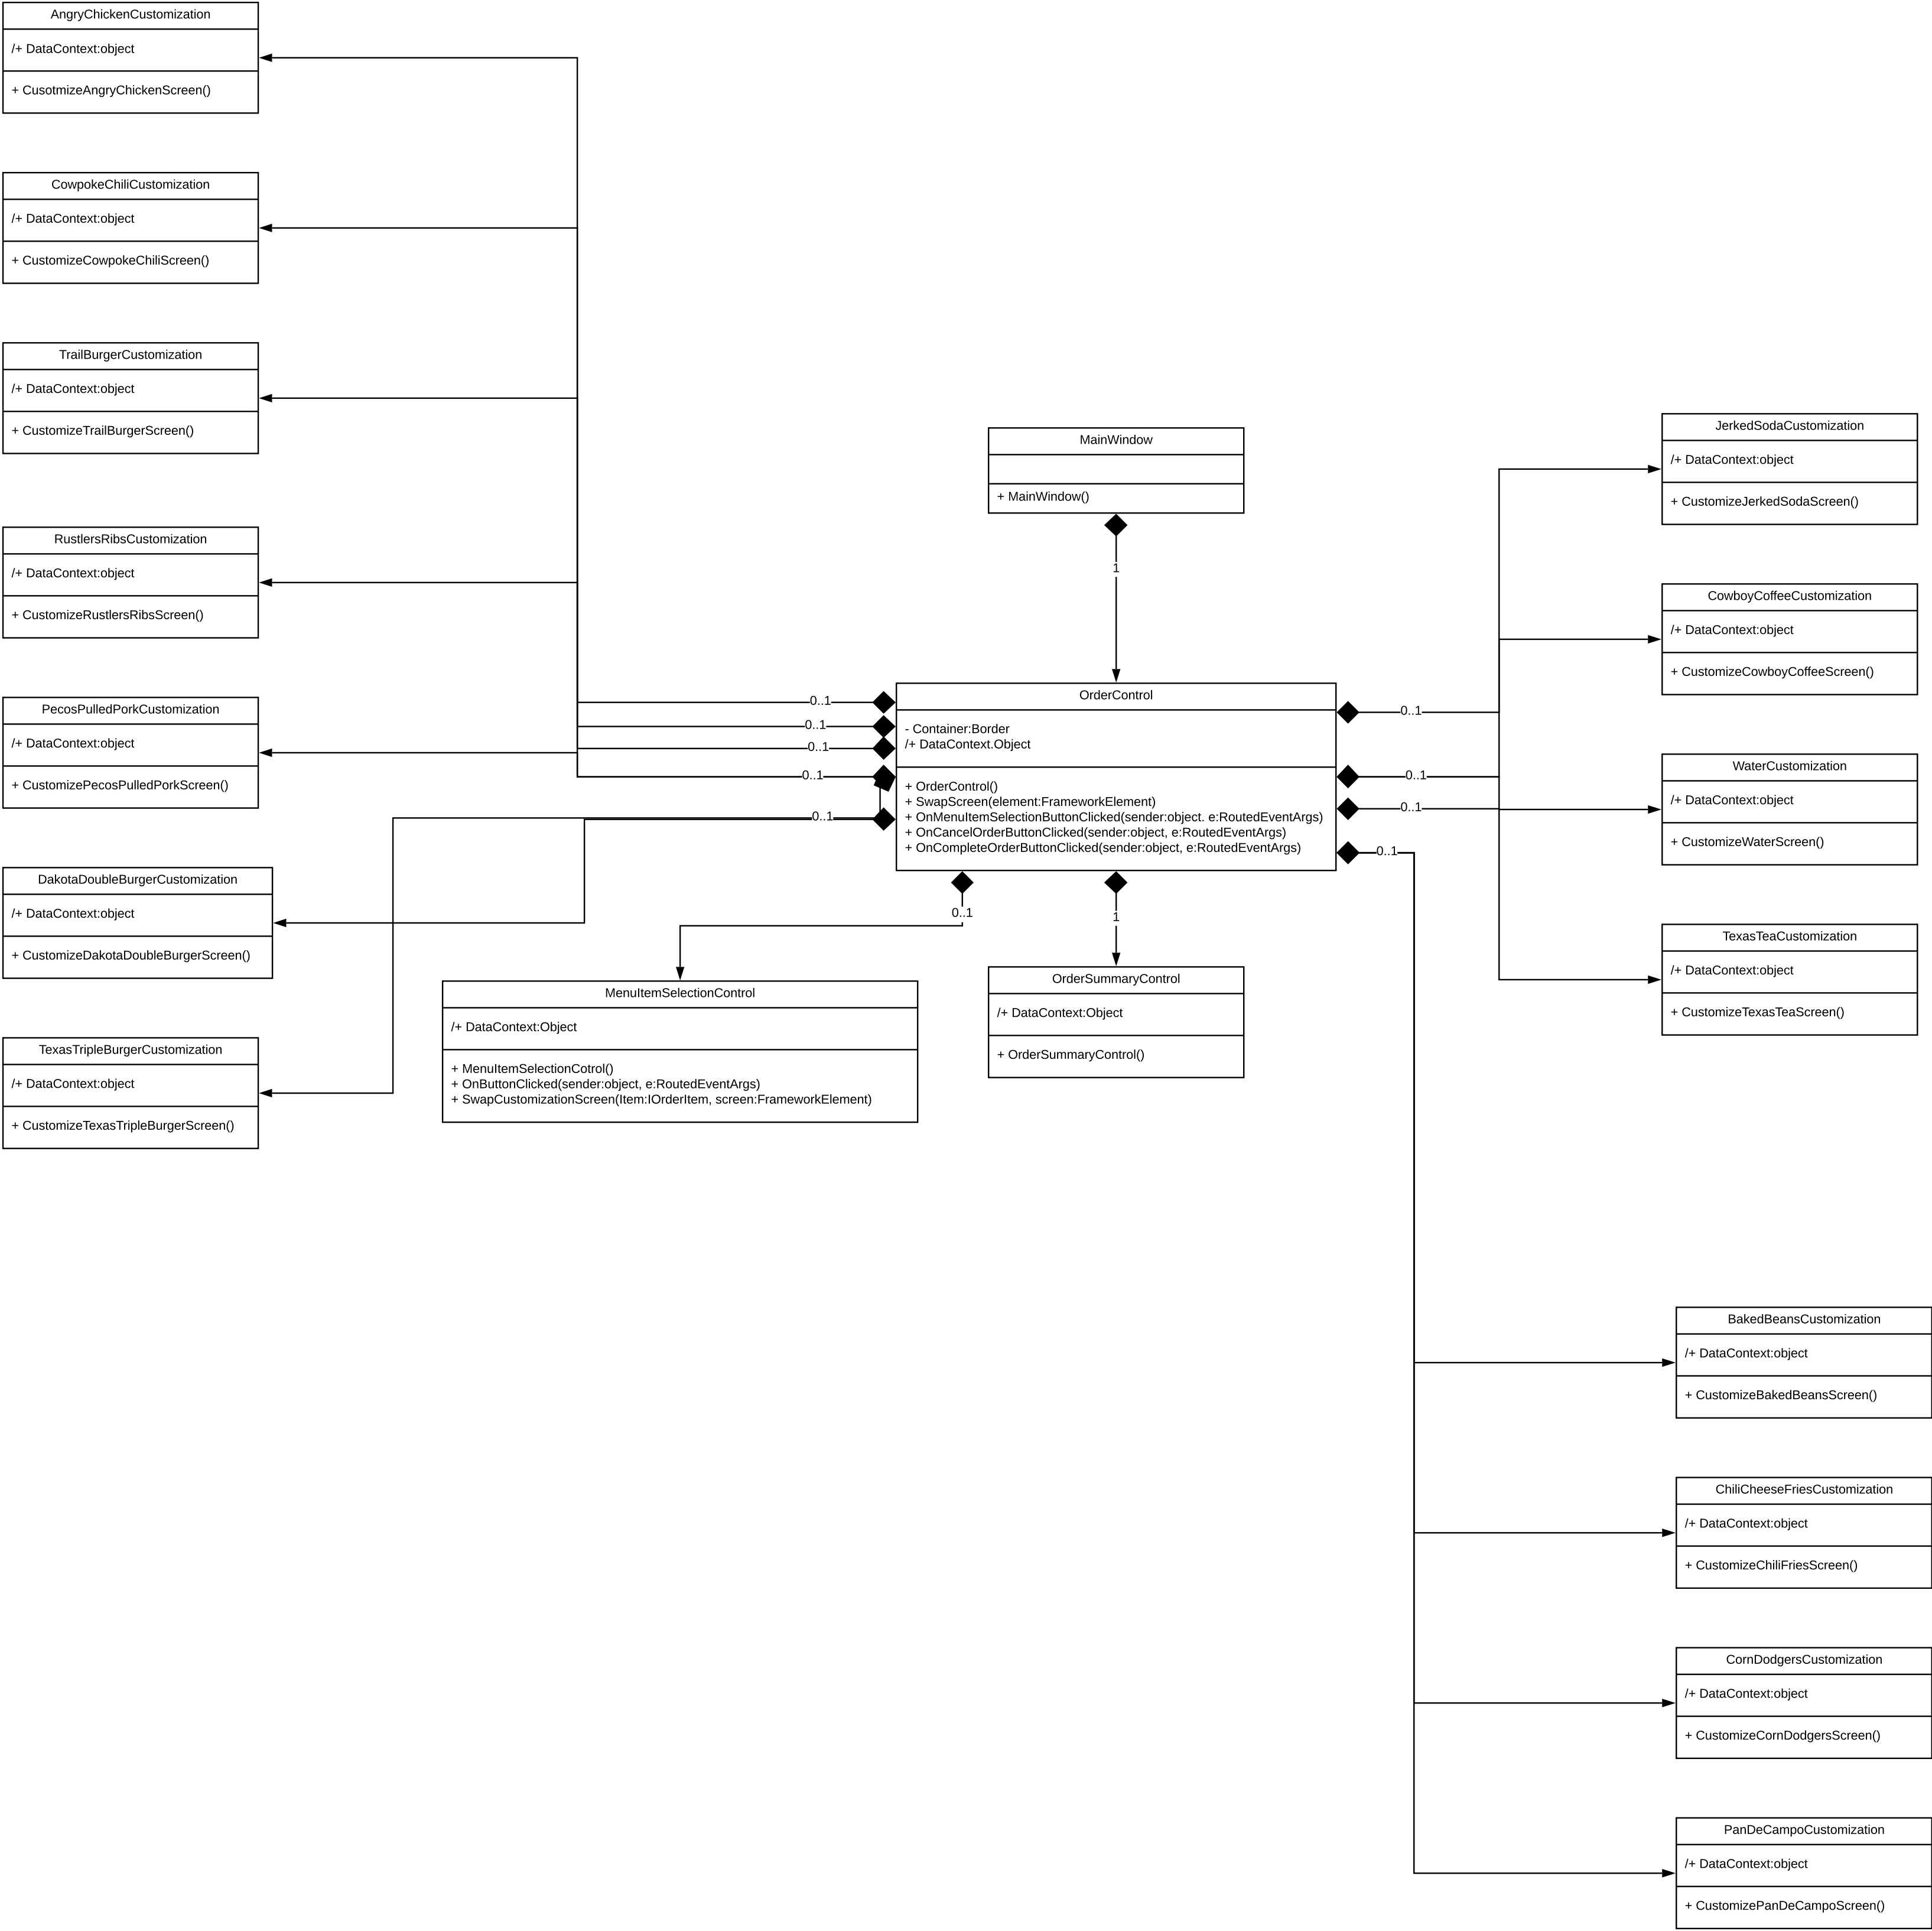 AngryChickenCustomization
/+ DataContext:object
+ CusotmizeAngryChickenScreen()
CowpokeChiliCustomization
/+ DataContext:object
+ CustomizeCowpokeChiliScreen()
TrailBurgerCustomization
/+ DataContext:object
+ CustomizeTrailBurgerScreen()
RustlersRibsCustomization
/+ DataContext:object
+ CustomizeRustlersRibsScreen()
PecosPulledPorkCustomization
/+ DataContext:object
+ CustomizePecosPulledPorkScreen()
DakotaDoubleBurgerCustomization
/+ DataContext:object
+ CustomizeDakotaDoubleBurgerScreen()
TexasTripleBurgerCustomization
/+ DataContext:object
+ CustomizeTexasTripleBurgerScreen()
MainWindow
+ MainWindow()
1
0..1
0..1
0..1
0..1
0..1
OrderControl
- Container:Border
/+ DataContext.Object
+ OrderControl()
+ SwapScreen(element:FrameworkElement)
+ OnMenuItemSelectionButtonClicked(sender:object. e:RoutedEventArgs)
+ OnCancelOrderButtonClicked(sender:object, e:RoutedEventArgs)
+ OnCompleteOrderButtonClicked(sender:object, e:RoutedEventArgs)
0..1
0..1
0..1
0..1
0..1
1
MenuItemSelectionControl
/+ DataContext:Object
+ MenuItemSelectionCotrol()
+ OnButtonClicked(sender:object, e:RoutedEventArgs)
+ SwapCustomizationScreen(Item:IOrderItem, screen:FrameworkElement)
OrderSummaryControl
/+ DataContext:Object
+ OrderSummaryControl()
JerkedSodaCustomization
/+ DataContext:object
+ CustomizeJerkedSodaScreen()
CowboyCoffeeCustomization
/+ DataContext:object
+ CustomizeCowboyCoffeeScreen()
WaterCustomization
/+ DataContext:object
+ CustomizeWaterScreen()
TexasTeaCustomization
/+ DataContext:object
+ CustomizeTexasTeaScreen()
BakedBeansCustomization
/+ DataContext:object
+ CustomizeBakedBeansScreen()
ChiliCheeseFriesCustomization
/+ DataContext:object
+ CustomizeChiliFriesScreen()
CornDodgersCustomization
/+ DataContext:object
+ CustomizeCornDodgersScreen()
PanDeCampoCustomization
/+ DataContext:object
+ CustomizePanDeCampoScreen()